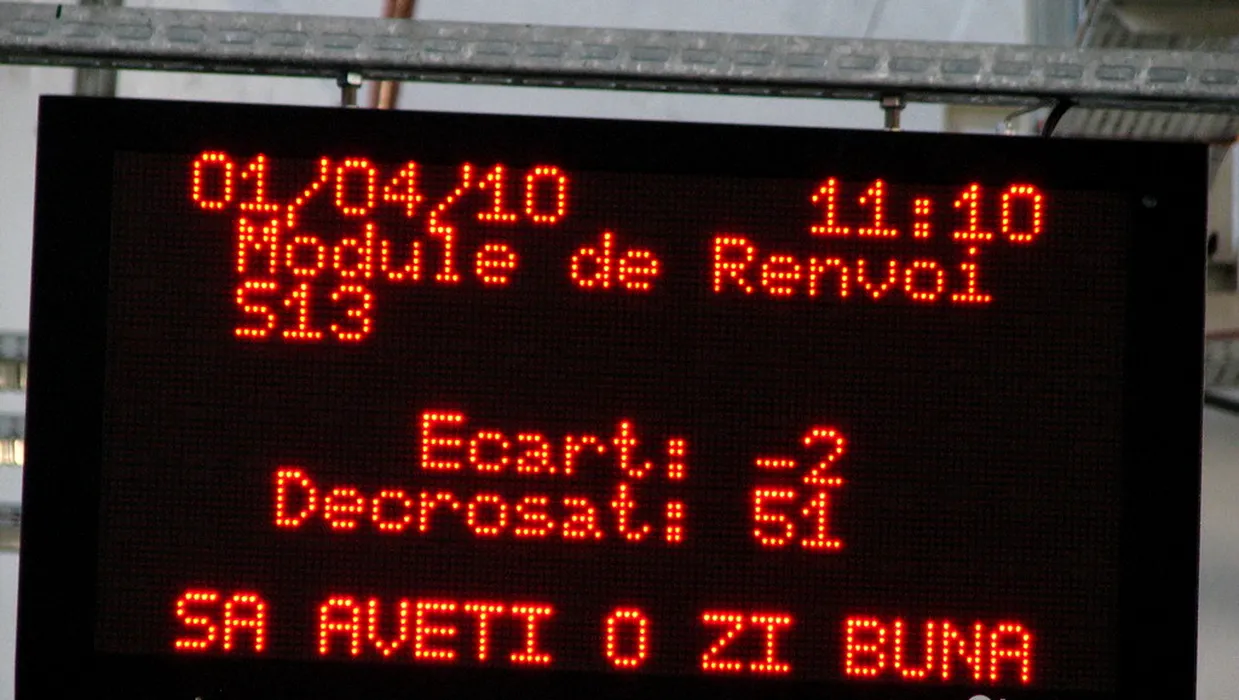 01/04/10 11:10
Module de Renvoi
S13
Ecart: -2
Decrosat: 51
SA AVETI O ZI BUNA